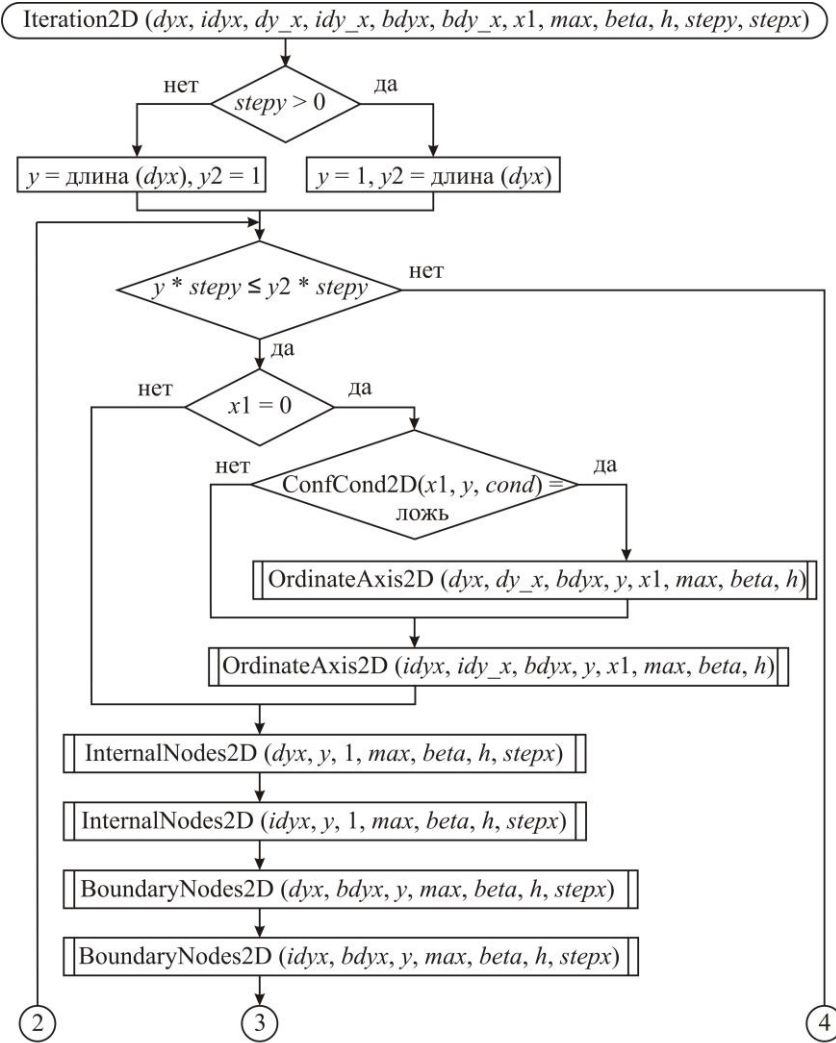 Iteration2D (dyx, idyx, dy_x, idy_x, bdyx, bdy_x, x1, max, beta, h, stepy, stepx)
нет
да
stepy > 0
y = длина (dyx), y2 = 1
y = 1, y2 = длина (dyx)
нет
y * stepy ≤ y2 * stepy
да
нет
да
x1 = 0
нет
да
ConfCond2D(x1, y, cond) =
ложь
OrdinateAxis2D (dyx, dy_x, bdyx, y, x1, max, beta, h)
OrdinateAxis2D (idyx, idy_x, bdyx, y, x1, max, beta, h)
InternalNodes2D (dyx, y, 1, max, beta, h, stepx)
InternalNodes2D (idyx, y, 1, max, beta, h, stepx)
BoundaryNodes2D (dyx, bdyx, y, max, beta, h, stepx)
BoundaryNodes2D (idyx, bdyx, y, max, beta, h, stepx)
2
3
4